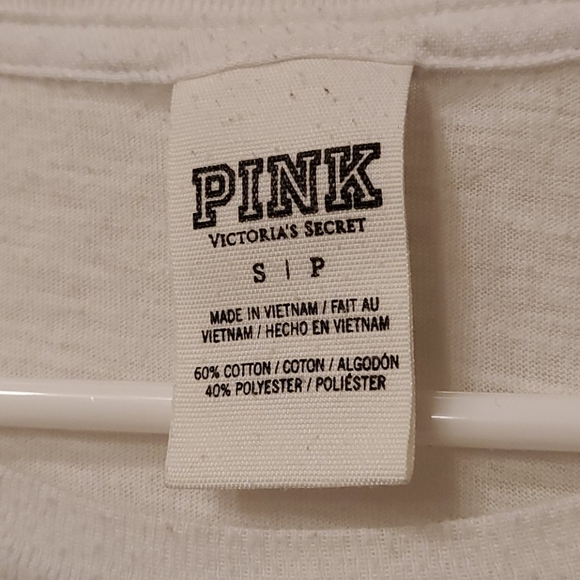 PINK
VICTORIA'S SECRET
S | P
MADE IN VIETNAM / FAIT AU
VIETNAM / HECHO EN VIETNAM
60% COTTON / COTON / ALGODÓN
40% POLYESTER / POLIÉSTER